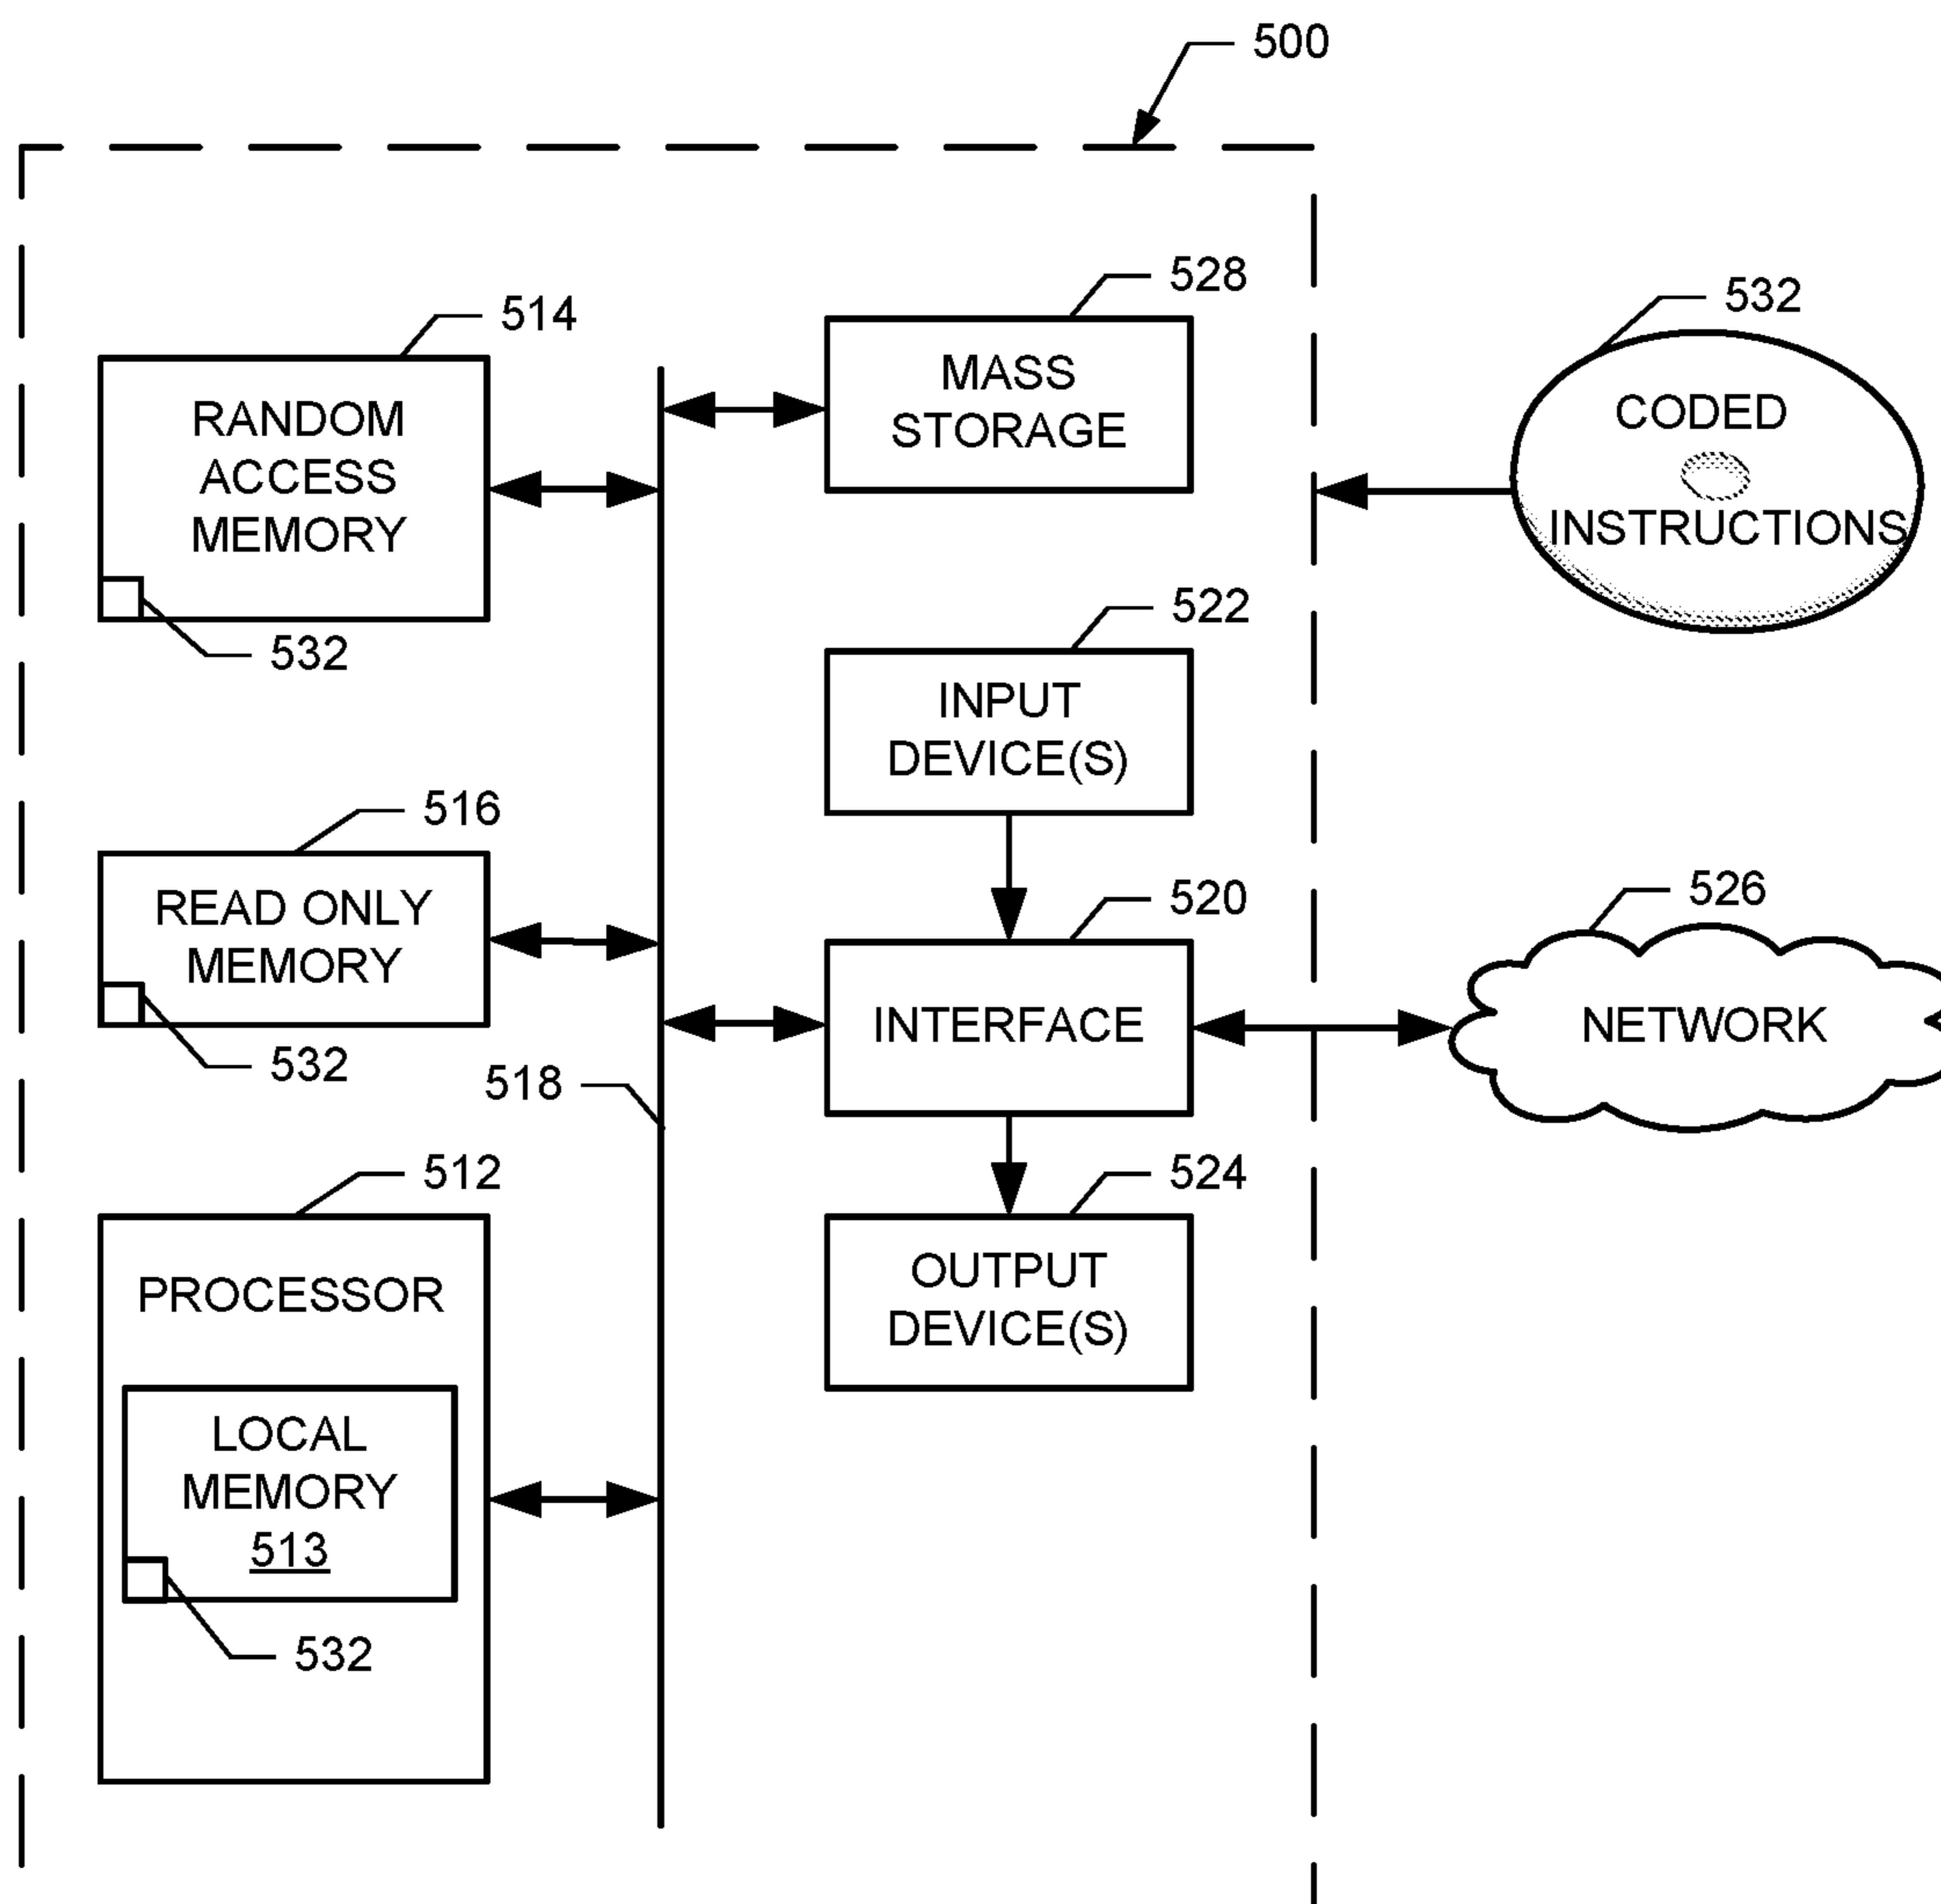 500
528
MASS
STORAGE
514
RANDOM
ACCESS
MEMORY
532
532
CODED
INSTRUCTIONS
522
INPUT
DEVICE(S)
516
READ ONLY
MEMORY
532
520
INTERFACE
526
NETWORK
518
512
PROCESSOR
LOCAL
MEMORY
513
532
524
OUTPUT
DEVICE(S)